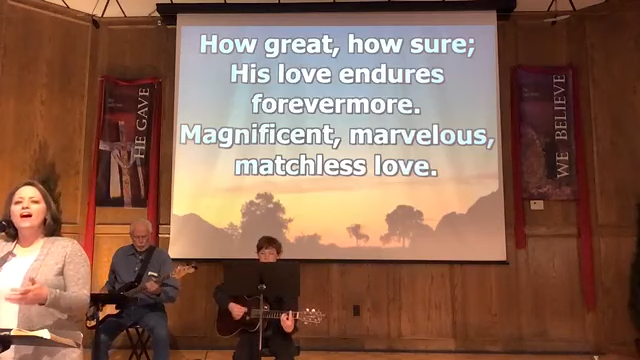 How great, how sure;
His love endures
forevermore.
Magnificent, marvelous,
matchless love.
HE GAVE
WE BELIEVE